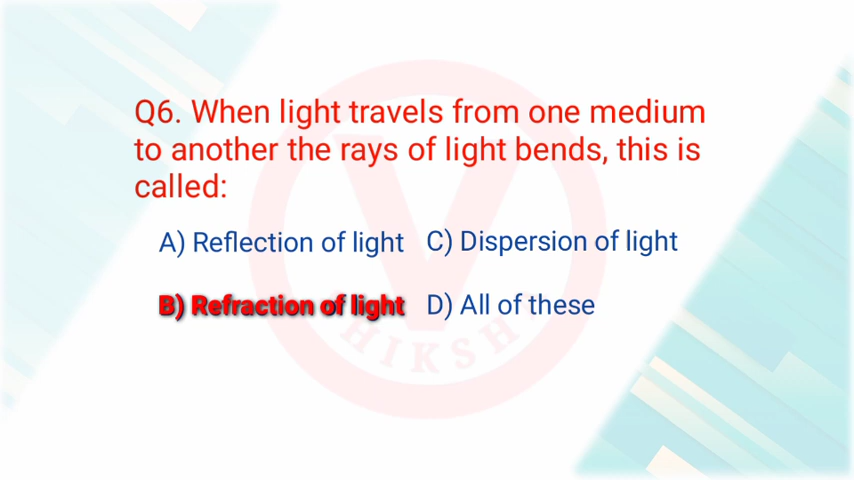 Q6. When light travels from one medium
to another the rays of light bends, this is
called:
A) Reflection of light C) Dispersion of light
B) Refraction of light D) All of these
V
HIKSH